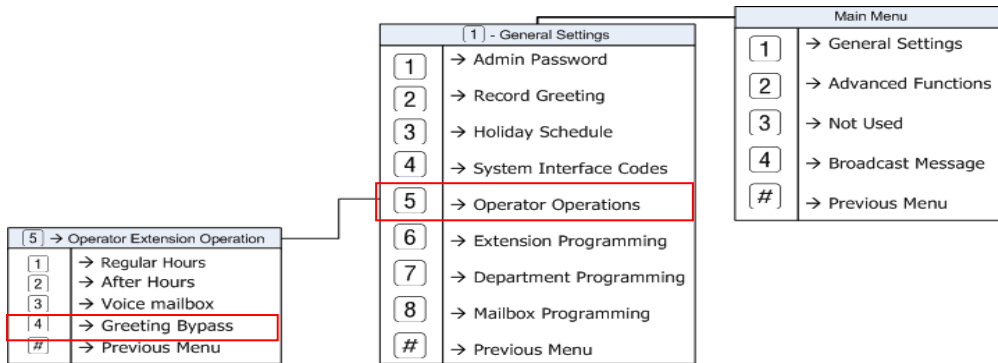 Main Menu
1 → General Settings
2 → Advanced Functions
3 → Not Used
4 → Broadcast Message
# → Previous Menu
1 - General Settings
1 → Admin Password
2 → Record Greeting
3 → Holiday Schedule
4 → System Interface Codes
5 → Operator Operations
6 → Extension Programming
7 → Department Programming
8 → Mailbox Programming
# → Previous Menu
5 → Operator Extension Operation
1 → Regular Hours
2 → After Hours
3 → Voice mailbox
4 → Greeting Bypass
# → Previous Menu